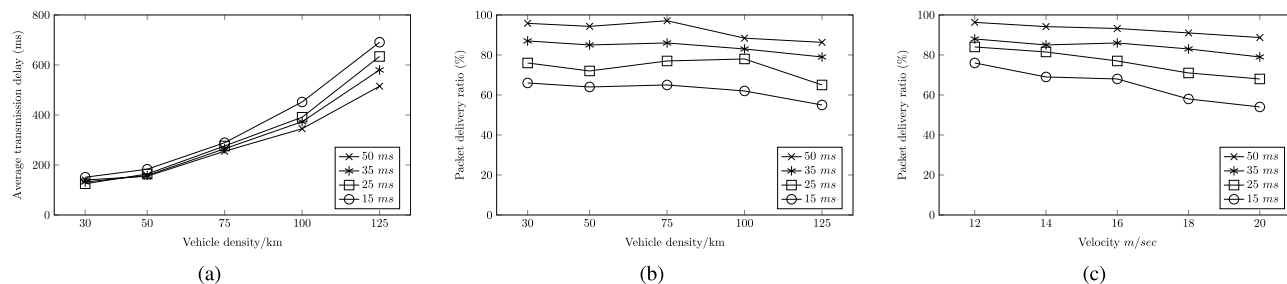 800
600
400
200
0
30 50 75 100 125
Average transmission delay (ms)
Vehicle density/km
50 ms
35 ms
25 ms
15 ms
(a)
100
80
60
40
20
0
30 50 75 100 125
Packet delivery ratio (%)
Vehicle density/km
50 ms
35 ms
25 ms
15 ms
(b)
100
80
60
40
20
0
12 14 16 18 20
Packet delivery ratio (%)
Velocity m/sec
50 ms
35 ms
25 ms
15 ms
(c)